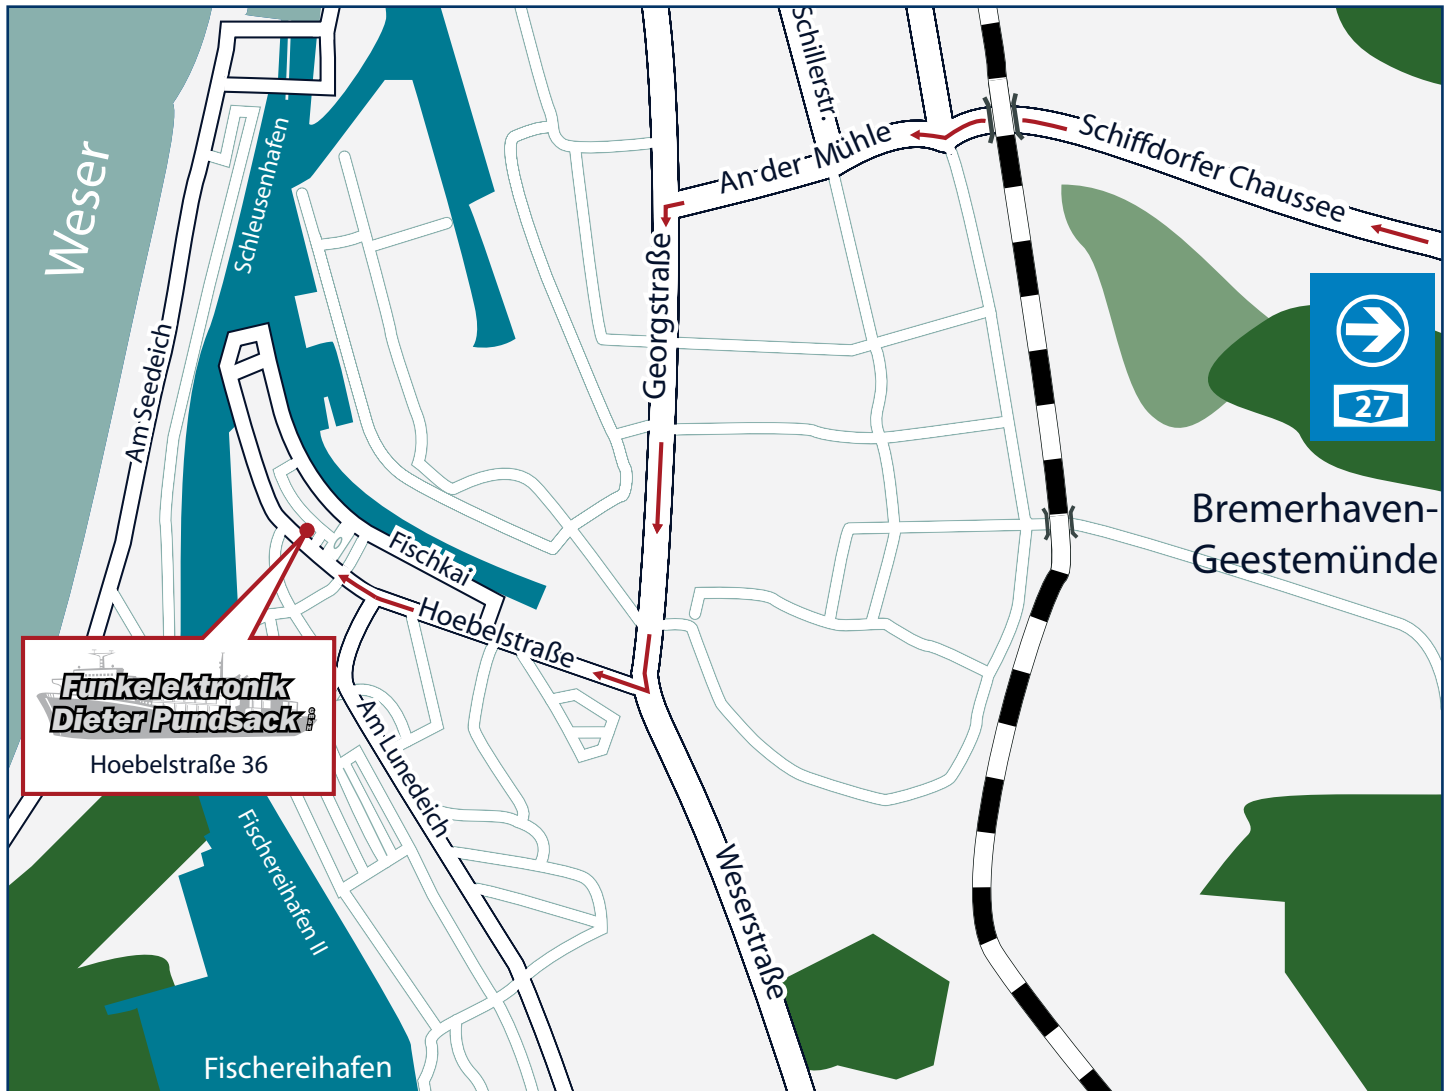 Schillerstr.
An der Mühle
Schiffdorfer Chaussee
Weser
Schleusenhafen
Georgstraße
Am Seedeich
27
Bremerhaven-
Geestemünde
Fischkai
Hoebelstraße
Funkelektronik
Dieter Pundsack
Hoebelstraße 36
Am Lunedeich
Fischereihafen II
Weserstraße
Fischereihafen